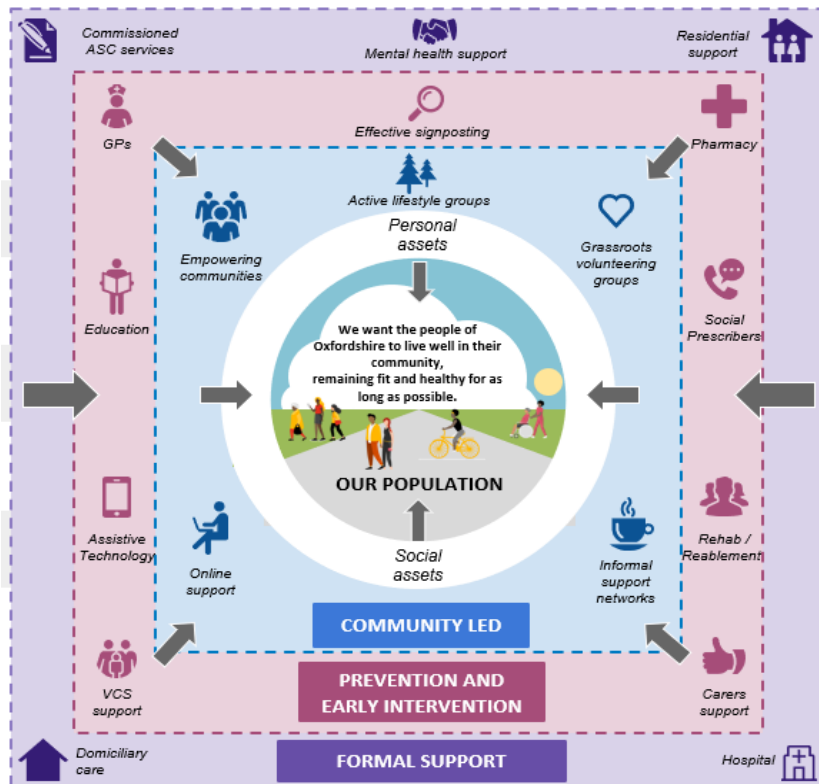 Commissioned
ASC services
Mental health support
Residential
support
GPs
Effective signposting
Pharmacy
Active lifestyle groups
Personal
assets
Empowering
communities
Grassroots
volunteering
groups
Education
Social
Prescribers
We want the people of
Oxfordshire to live well in their
community,
remaining fit and healthy for as
long as possible.
OUR POPULATION
Assistive
Technology
Online
support
Social
assets
Informal
support
networks
Rehab /
Reablement
COMMUNITY LED
VCS
support
PREVENTION AND
EARLY INTERVENTION
Carers
support
Domiciliary
care
FORMAL SUPPORT
Hospital